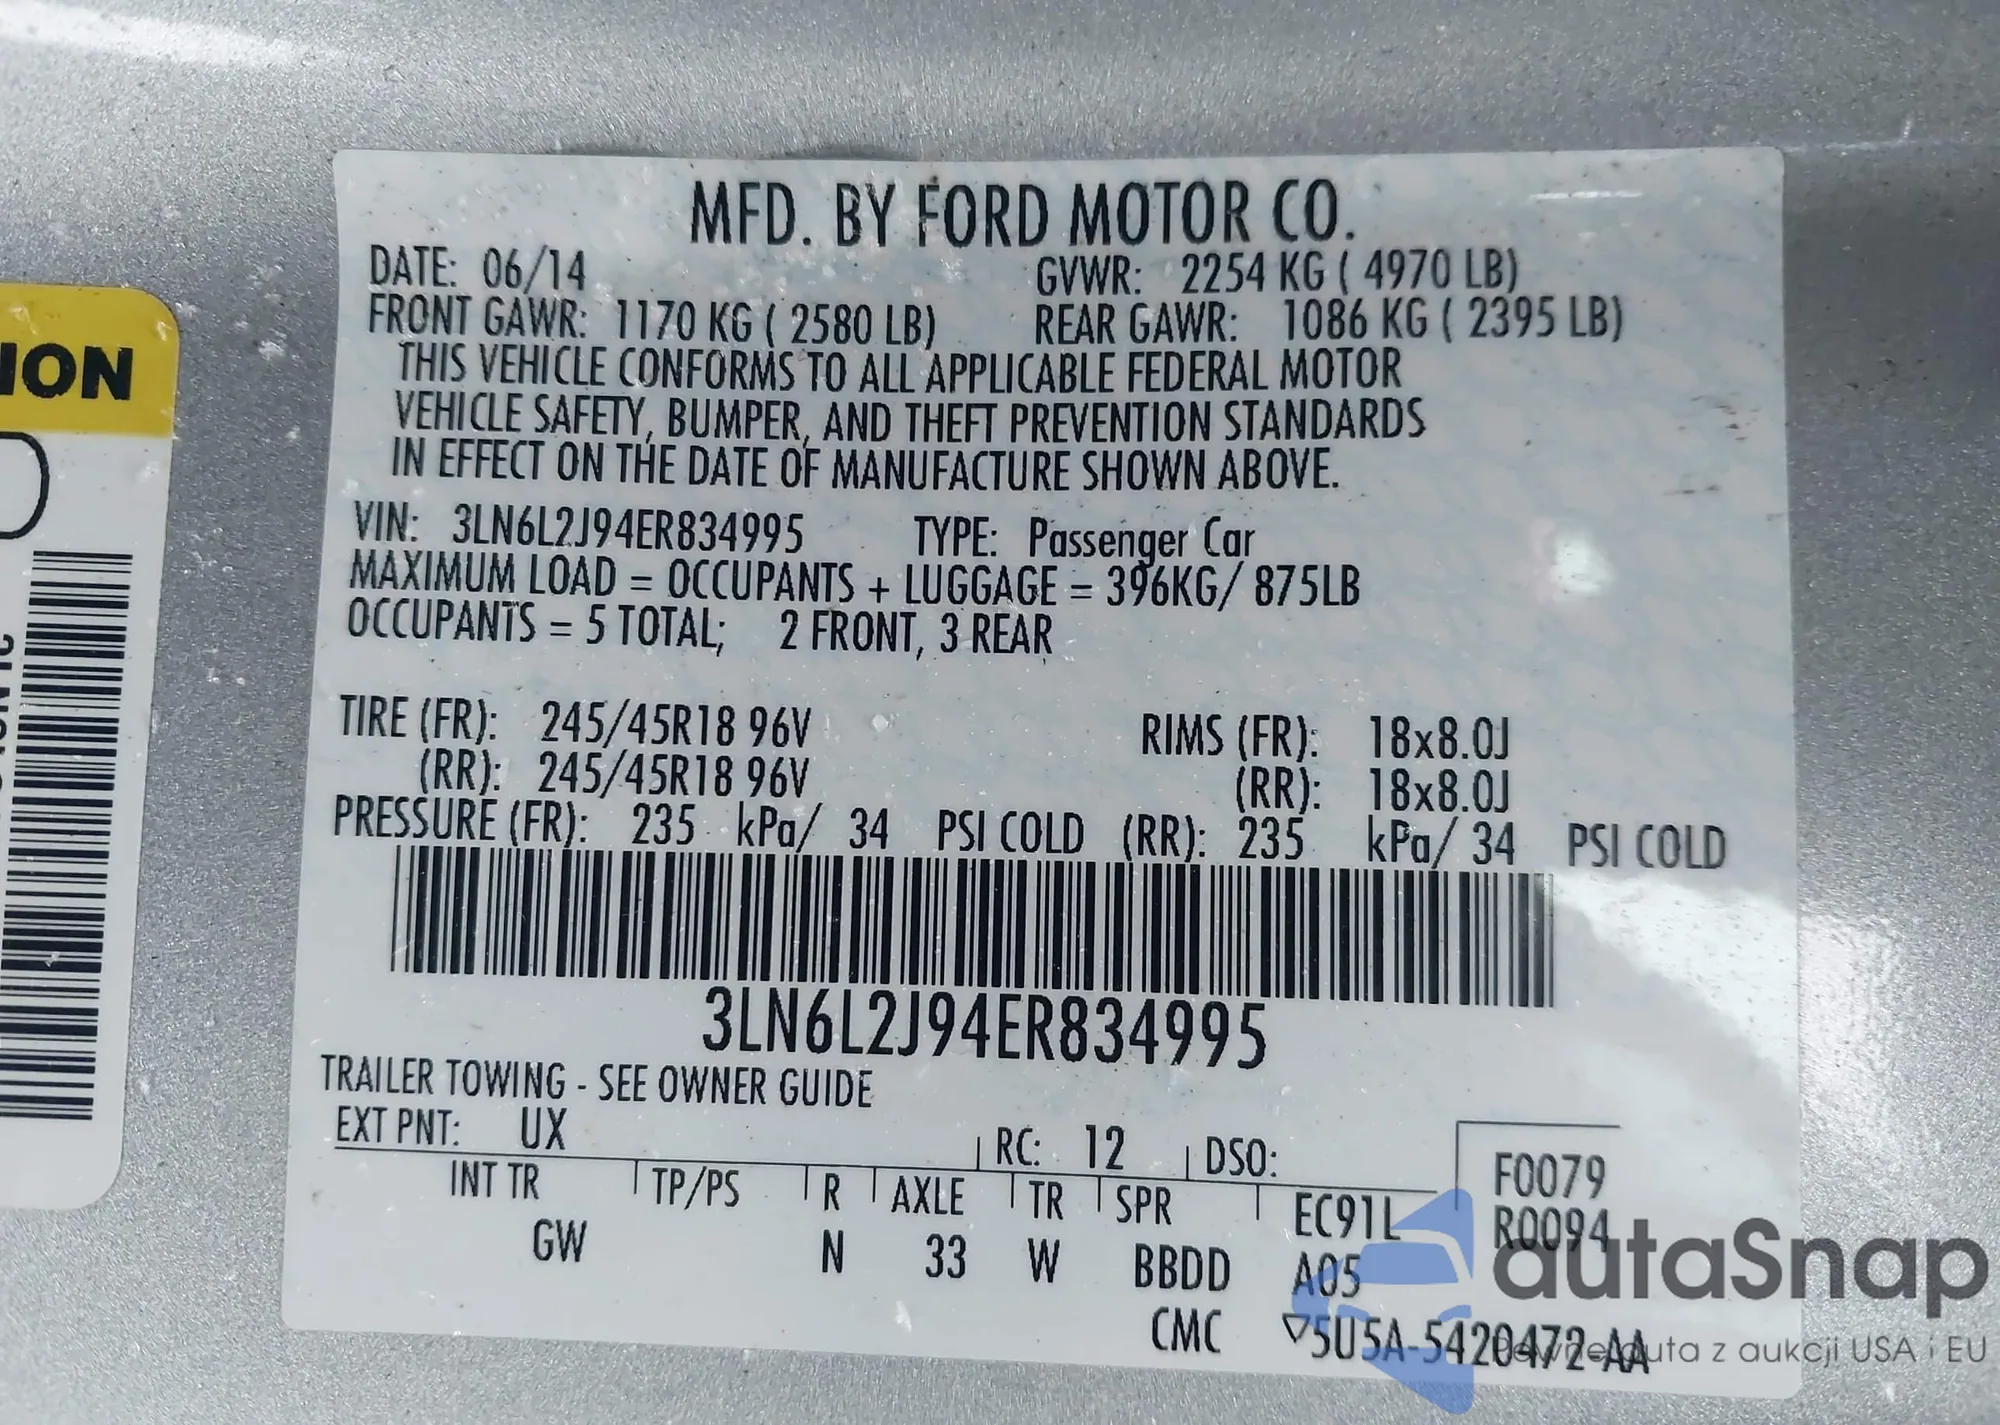 MFD. BY FORD MOTOR CO.
DATE: 06/14 GVWR: 2254 KG ( 4970 LB)
FRONT GAWR: 1170 KG ( 2580 LB) REAR GAWR: 1086 KG ( 2395 LB)
THIS VEHICLE CONFORMS TO ALL APPLICABLE FEDERAL MOTOR
VEHICLE SAFETY, BUMPER, AND THEFT PREVENTION STANDARDS
IN EFFECT ON THE DATE OF MANUFACTURE SHOWN ABOVE.
VIN: 3LN6L2J94ER834995 TYPE: Passenger Car
MAXIMUM LOAD = OCCUPANTS + LUGGAGE = 396KG/ 875LB
OCCUPANTS = 5 TOTAL; 2 FRONT, 3 REAR
TIRE (FR): 245/45R18 96V RIMS (FR): 18x8.0J
(RR): 245/45R18 96V (RR): 18x8.0J
PRESSURE (FR): 235 kPa/ 34 PSI COLD (RR): 235 kPa/ 34 PSI COLD
3LN6L2J94ER834995
TRAILER TOWING - SEE OWNER GUIDE
EXT PNT: UX RC: 12 DSO:
INT TR TP/PS R AXLE TR SPR EC91L F0079
R0094
GW N 33 W BBDD A05
CMC ▽5U5A-5420472-AA
ION
autaSnap
Pewne auta z aukcji USA i EU